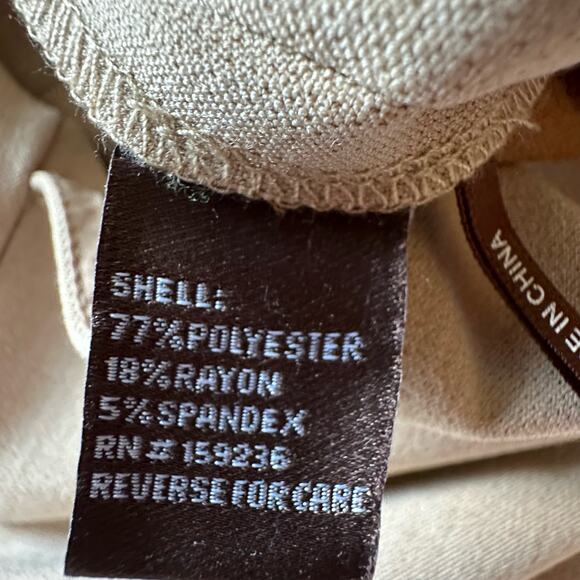 SHELL:
77%POLYESTER
18%RAYON
5%SPANDEX
RN # 159236
REVERSE FOR CARE
E IN CHINA